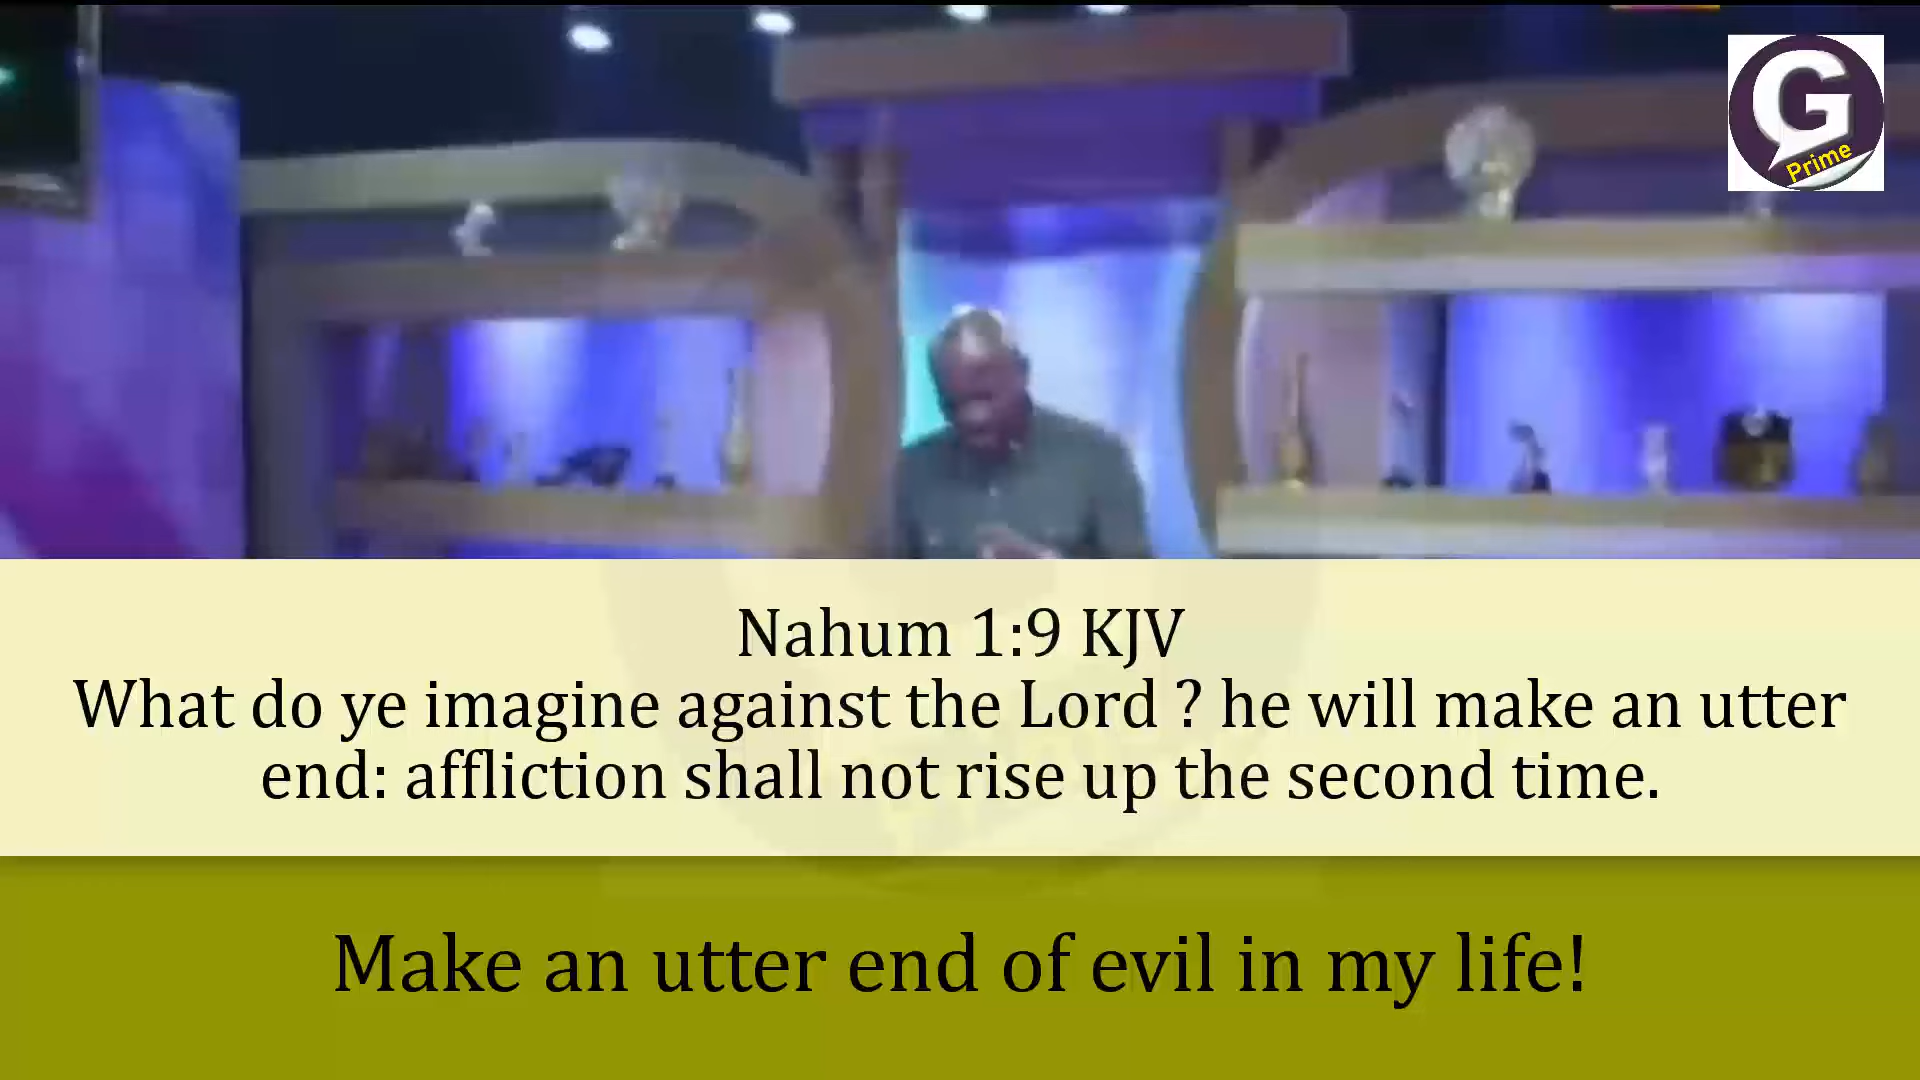 G
Prime
Nahum 1:9 KJV
What do ye imagine against the Lord ? he will make an utter
end: affliction shall not rise up the second time.
Make an utter end of evil in my life!